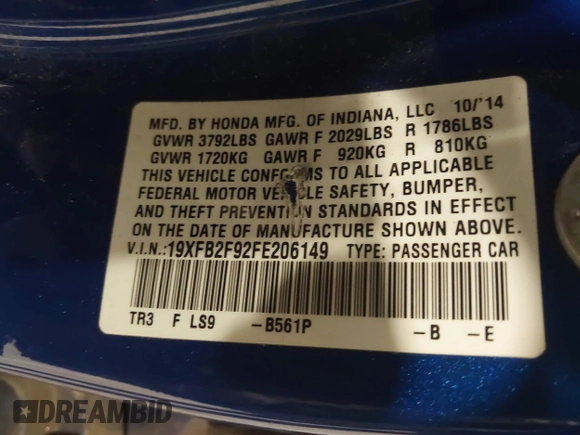 MFD. BY HONDA MFG. OF INDIANA, LLC 10/'14
GVWR 3792LBS GAWR F 2029LBS R 1786LBS
GVWR 1720KG GAWR F 920KG R 810KG
THIS VEHICLE CONFORMS TO ALL APPLICABLE
FEDERAL MOTOR VEHICLE SAFETY, BUMPER,
AND THEFT PREVENTION STANDARDS IN EFFECT
ON THE DATE OF MANUFACTURE SHOWN ABOVE.
V.I.N.:19XFB2F92FE206149 TYPE: PASSENGER CAR
TR3 F LS9 -B561P -B -E
DREAMBID